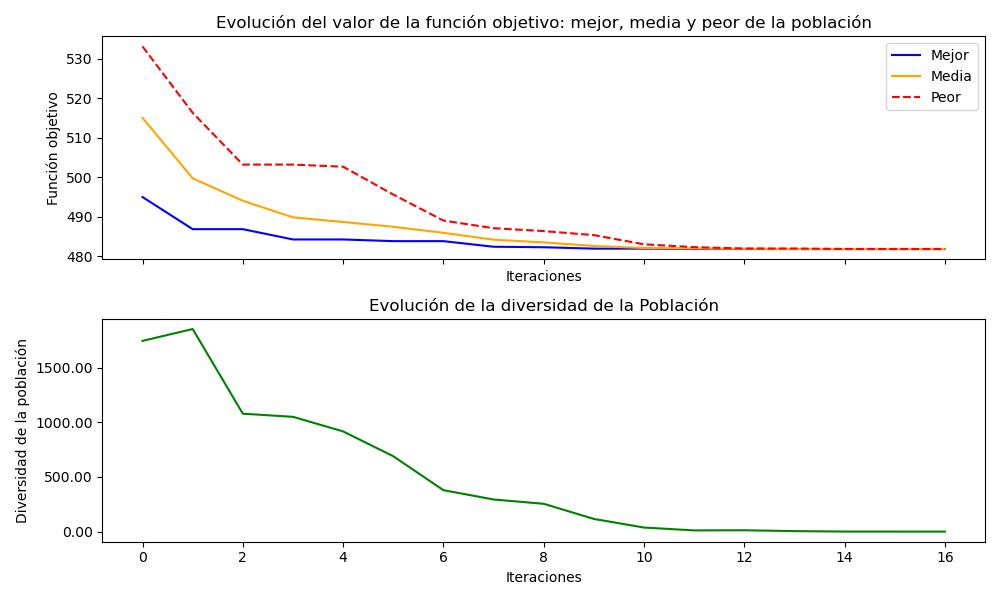 Evolución del valor de la función objetivo: mejor, media y peor de la población
Función objetivo
530
520
510
500
490
480
Mejor
Media
Peor
Iteraciones
Evolución de la diversidad de la Población
Diversidad de la población
1500.00
1000.00
500.00
0.00
0 2 4 6 8 10 12 14 16
Iteraciones